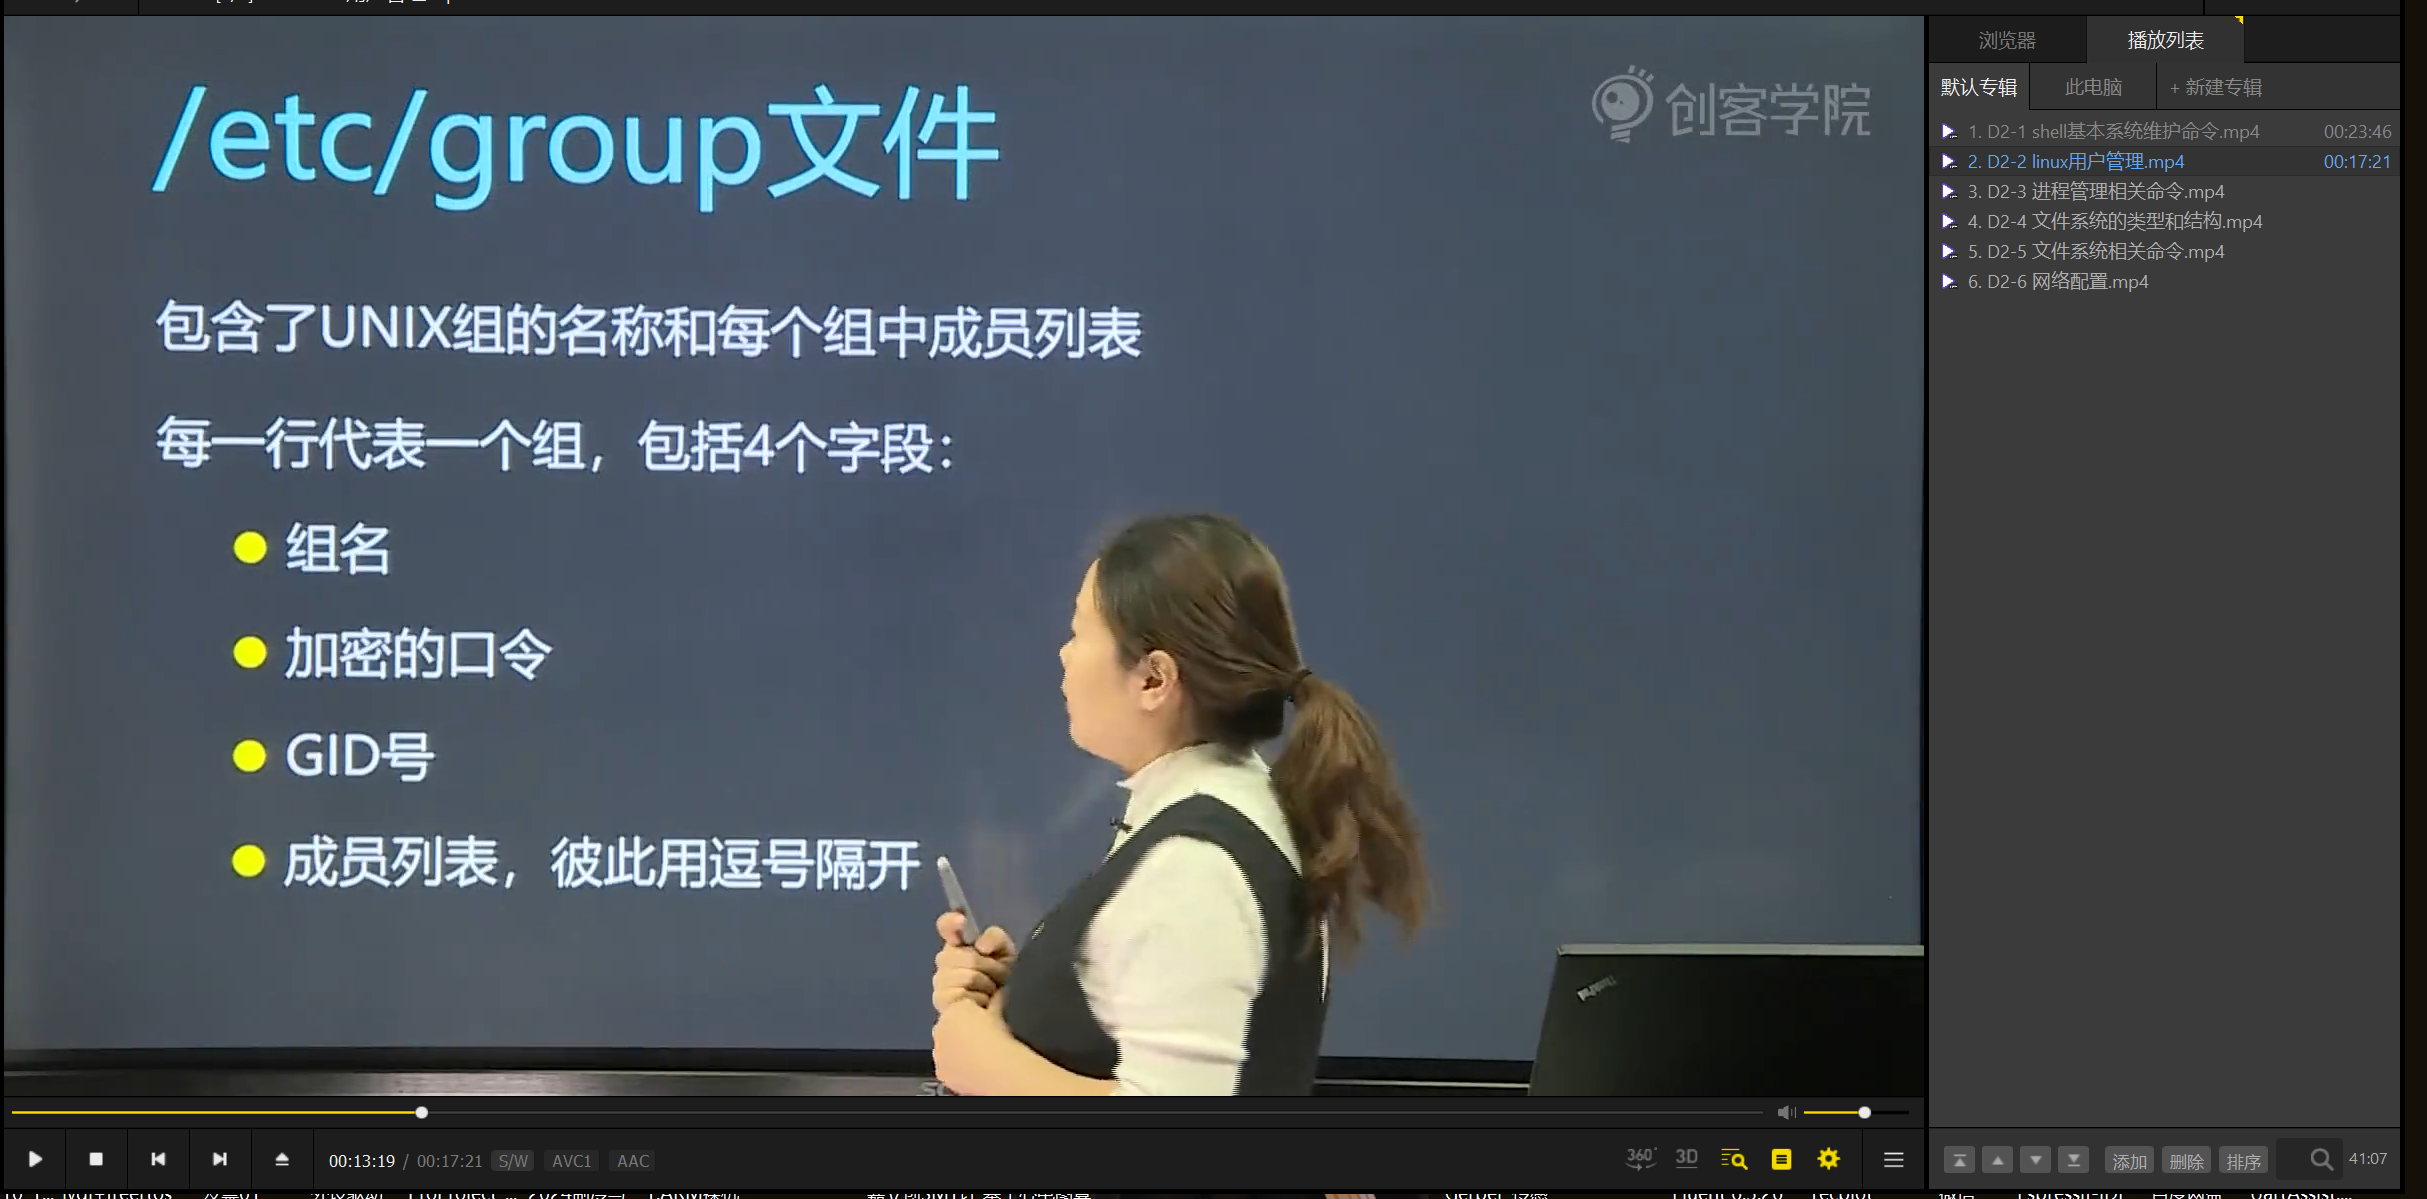 /etc/group文件
创客学院
包含了UNIX组的名称和每个组中成员列表
每一行代表一个组，包括4个字段：
组名
加密的口令
GID号
成员列表，彼此用逗号隔开
ThinkPad
浏览器
播放列表
默认专辑
此电脑
+ 新建专辑
1. D2-1 shell基本系统维护命令.mp4 00:23:46
2. D2-2 linux用户管理.mp4 00:17:21
3. D2-3 进程管理相关命令.mp4
4. D2-4 文件系统的类型和结构.mp4
5. D2-5 文件系统相关命令.mp4
6. D2-6 网络配置.mp4
00:13:19 / 00:17:21 S/W AVC1 AAC
360° 3D
添加 删除 排序 41:07